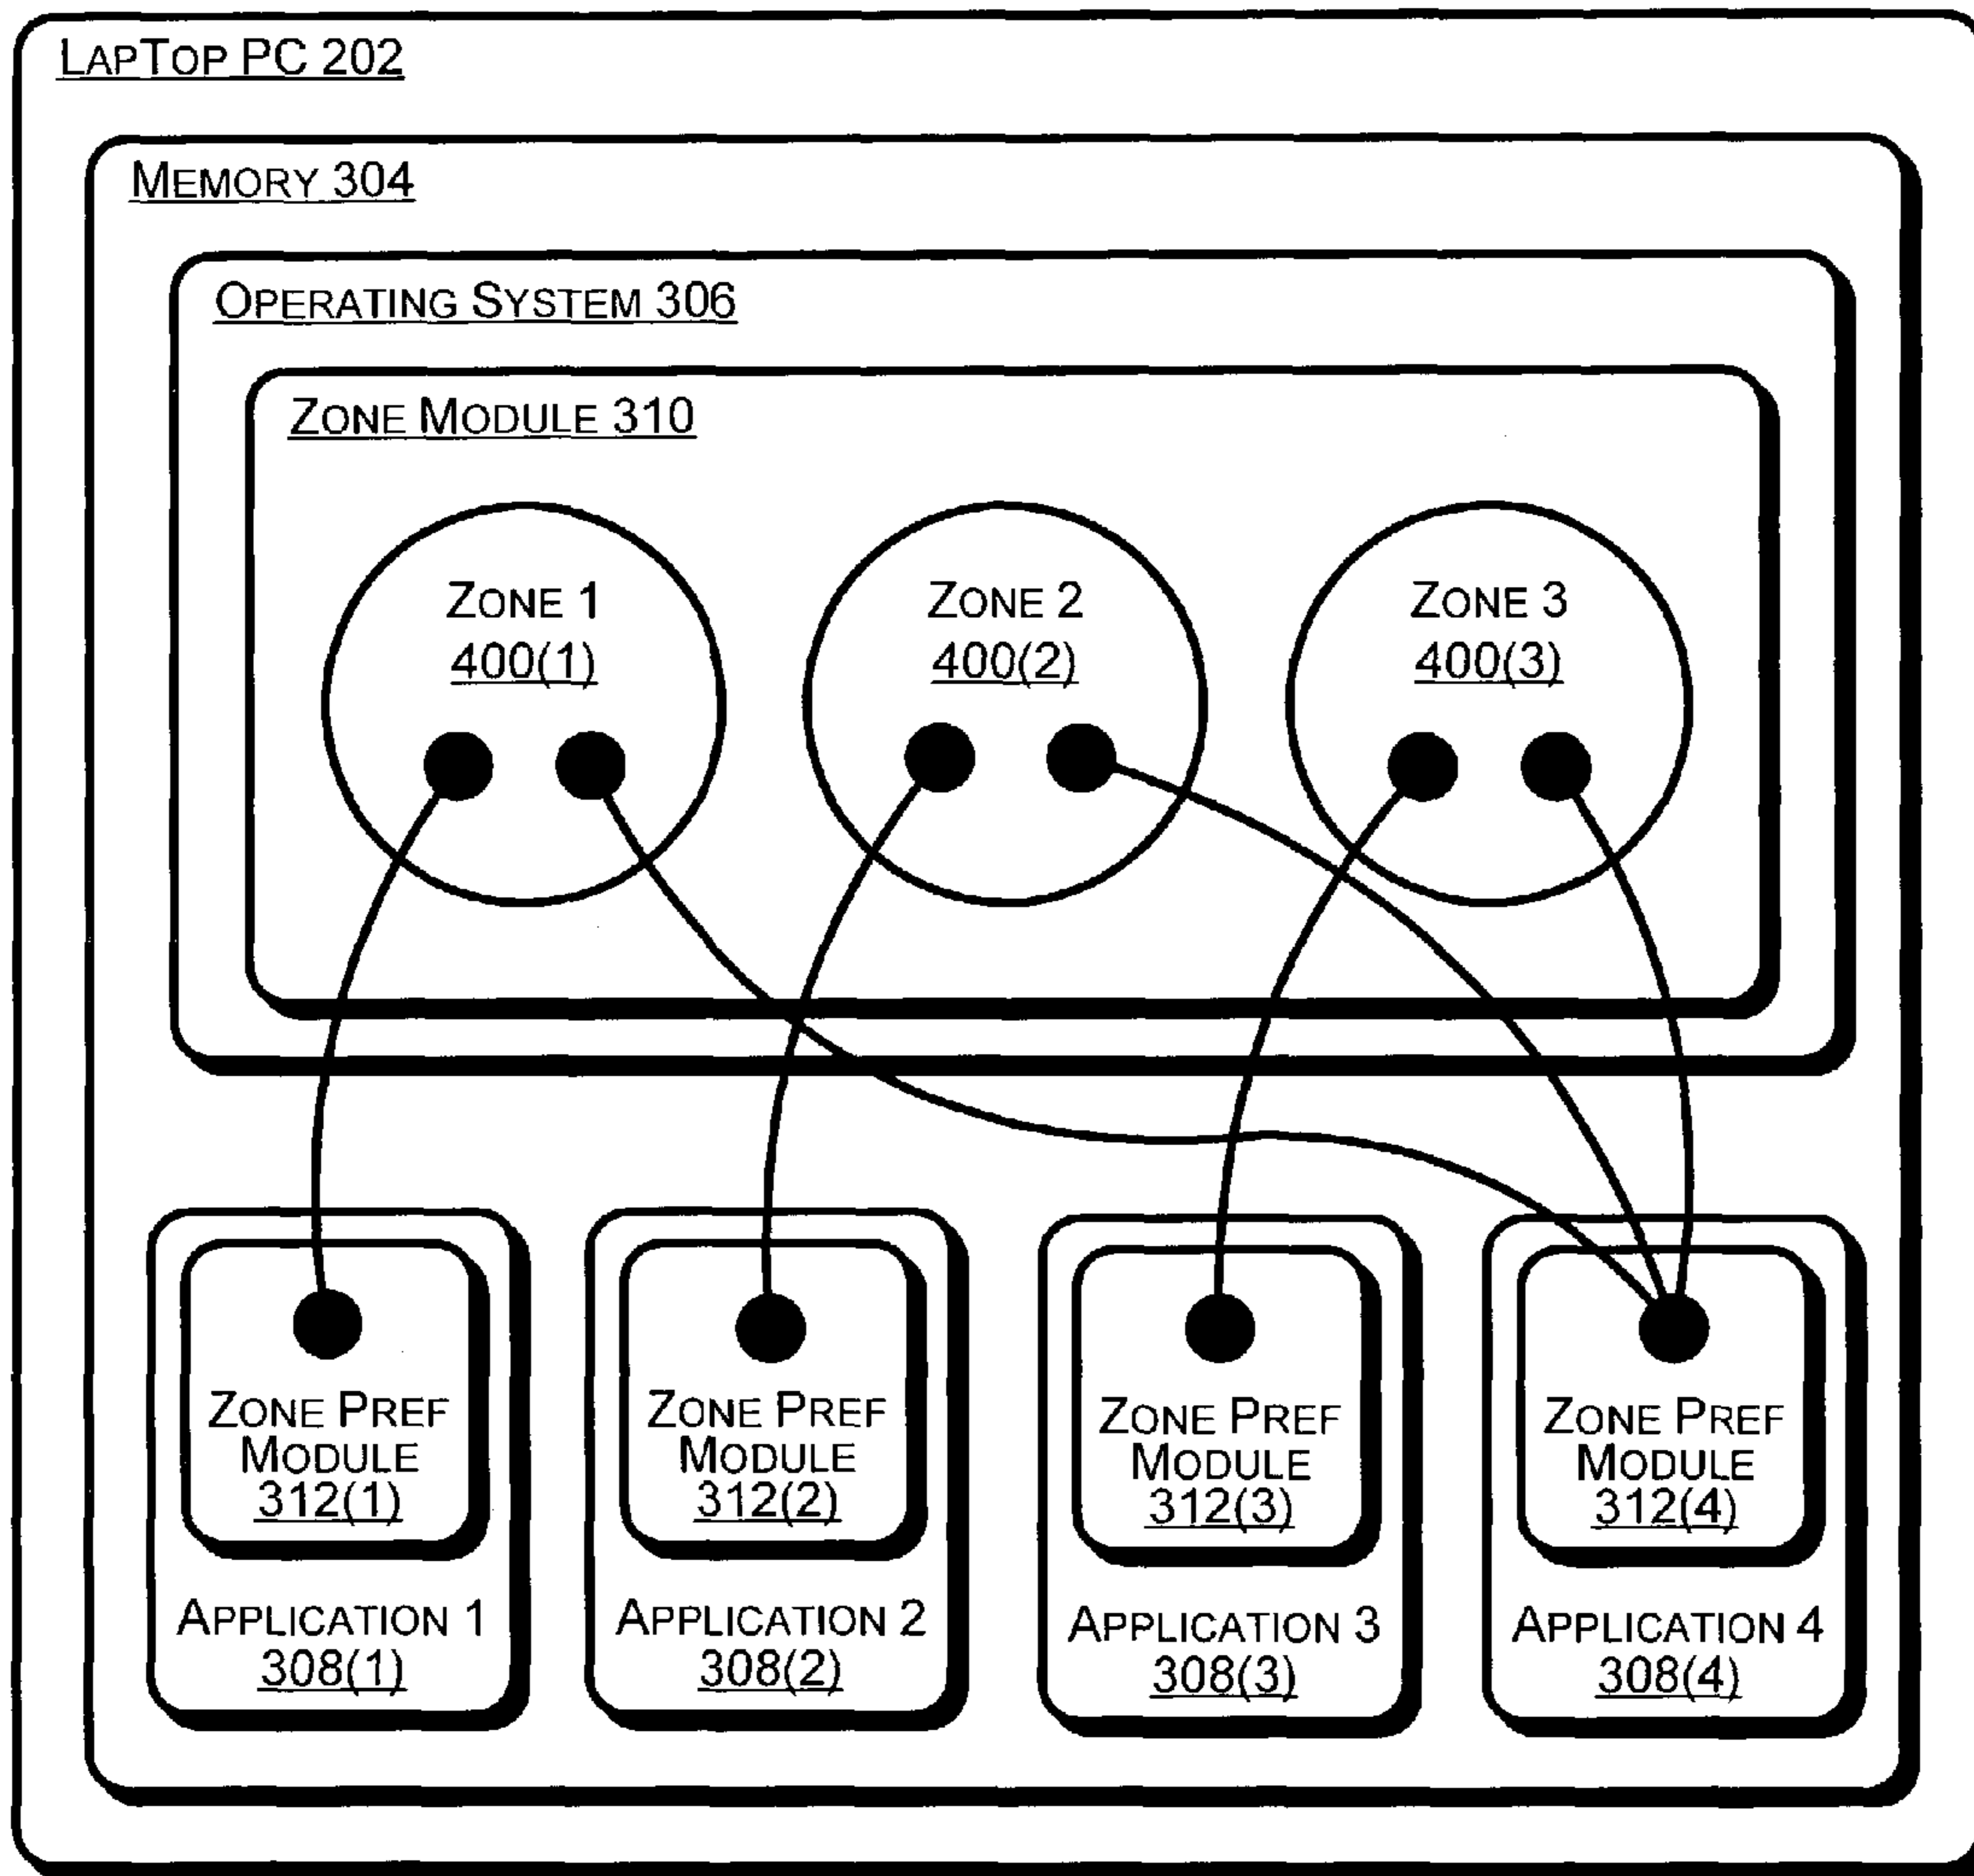 LAPTOP PC 202
MEMORY 304
OPERATING SYSTEM 306
ZONE MODULE 310
ZONE 1
400(1)
ZONE 2
400(2)
ZONE 3
400(3)
ZONE PREF
MODULE
312(1)
APPLICATION 1
308(1)
ZONE PREF
MODULE
312(2)
APPLICATION 2
308(2)
ZONE PREF
MODULE
312(3)
APPLICATION 3
308(3)
ZONE PREF
MODULE
312(4)
APPLICATION 4
308(4)